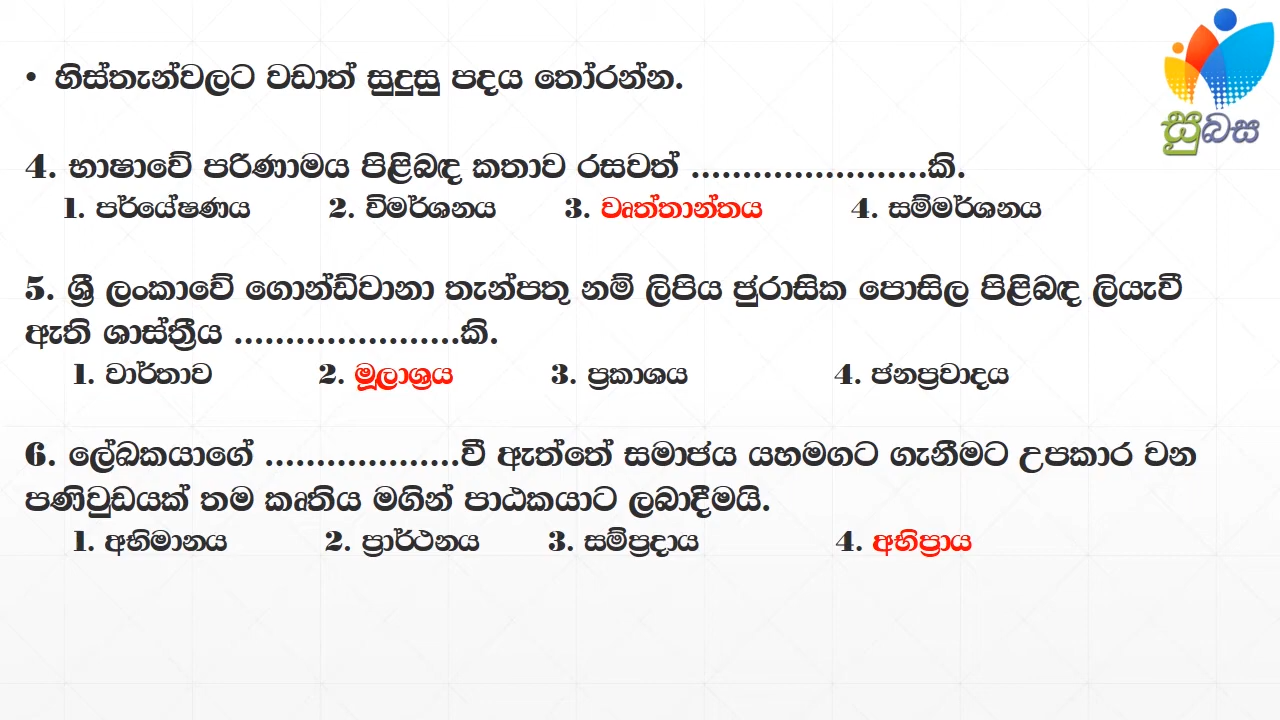 • හිස්තැන්වලට වඩාත් සුදුසු පදය තෝරන්න.
සුබස
4. භාෂාවේ පරිණාමය පිළිබඳ කතාව රසවත් .......................කි.
1. පර්යේෂණය 2. විමර්ශනය 3. වෘත්තාන්තය 4. සම්මර්ශනය
5. ශ්‍රී ලංකාවේ ගොන්ඩ්වානා තැන්පතු නම් ලිපිය ජුරාසික පොසිල පිළිබඳ ලියැවී
ඇති ශාස්ත්‍රීය ......................කි.
1. වාර්තාව 2. මූලාශ්‍රය 3. ප්‍රකාශය 4. ජනප්‍රවාදය
6. ලේඛකයාගේ ...................වී ඇත්තේ සමාජය යහමගට ගැනීමට උපකාර වන
පණිවුඩයක් තම කෘතිය මගින් පාඨකයාට ලබාදීමයි.
1. අභිමානය 2. ප්‍රාර්ථනය 3. සම්ප්‍රදාය 4. අභිප්‍රාය